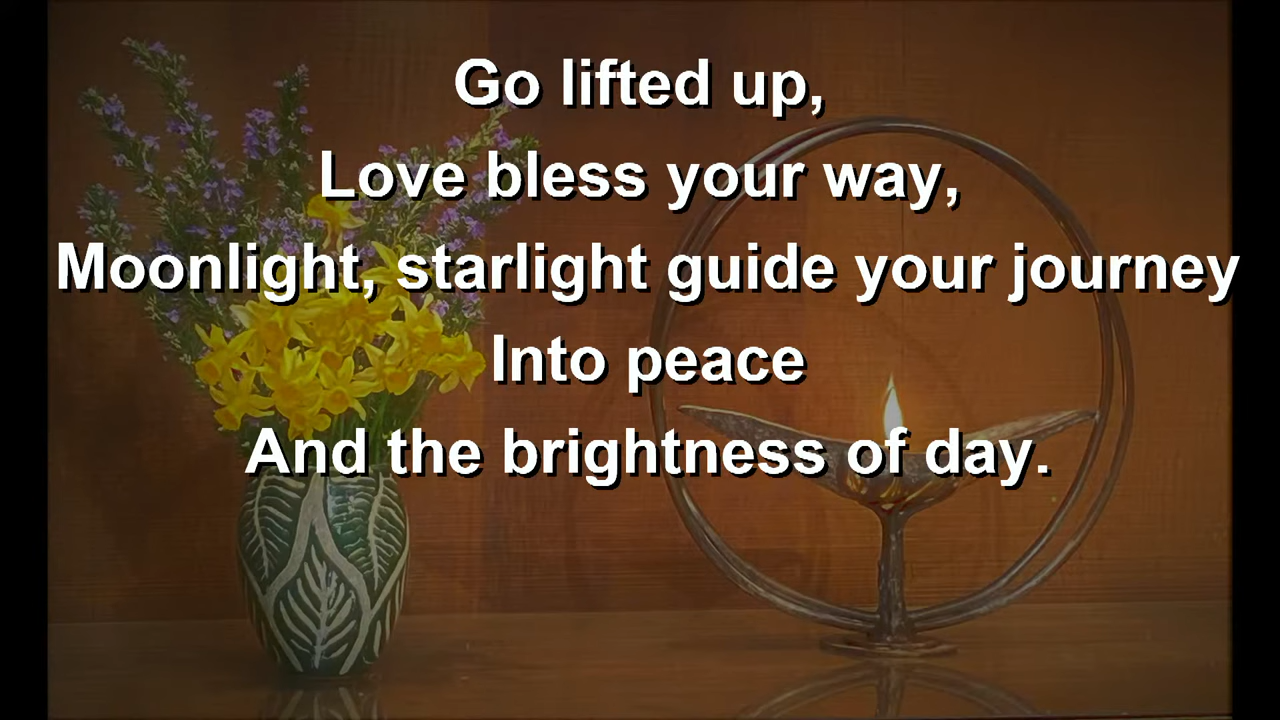 Go lifted up,
Love bless your way,
Moonlight, starlight guide your journey
Into peace
And the brightness of day.